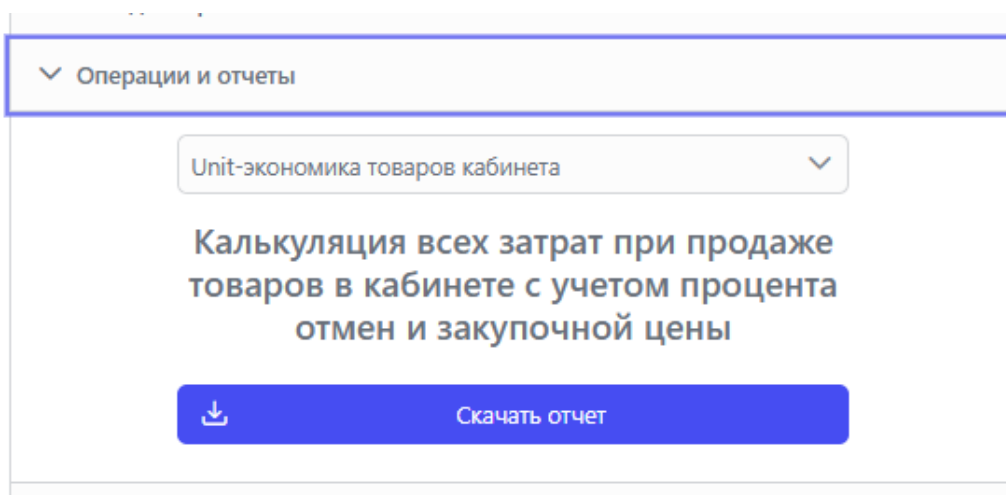 Операции и отчеты
Unit-экономика товаров кабинета
Калькуляция всех затрат при продаже
товаров в кабинете с учетом процента
отмен и закупочной цены
Скачать отчет